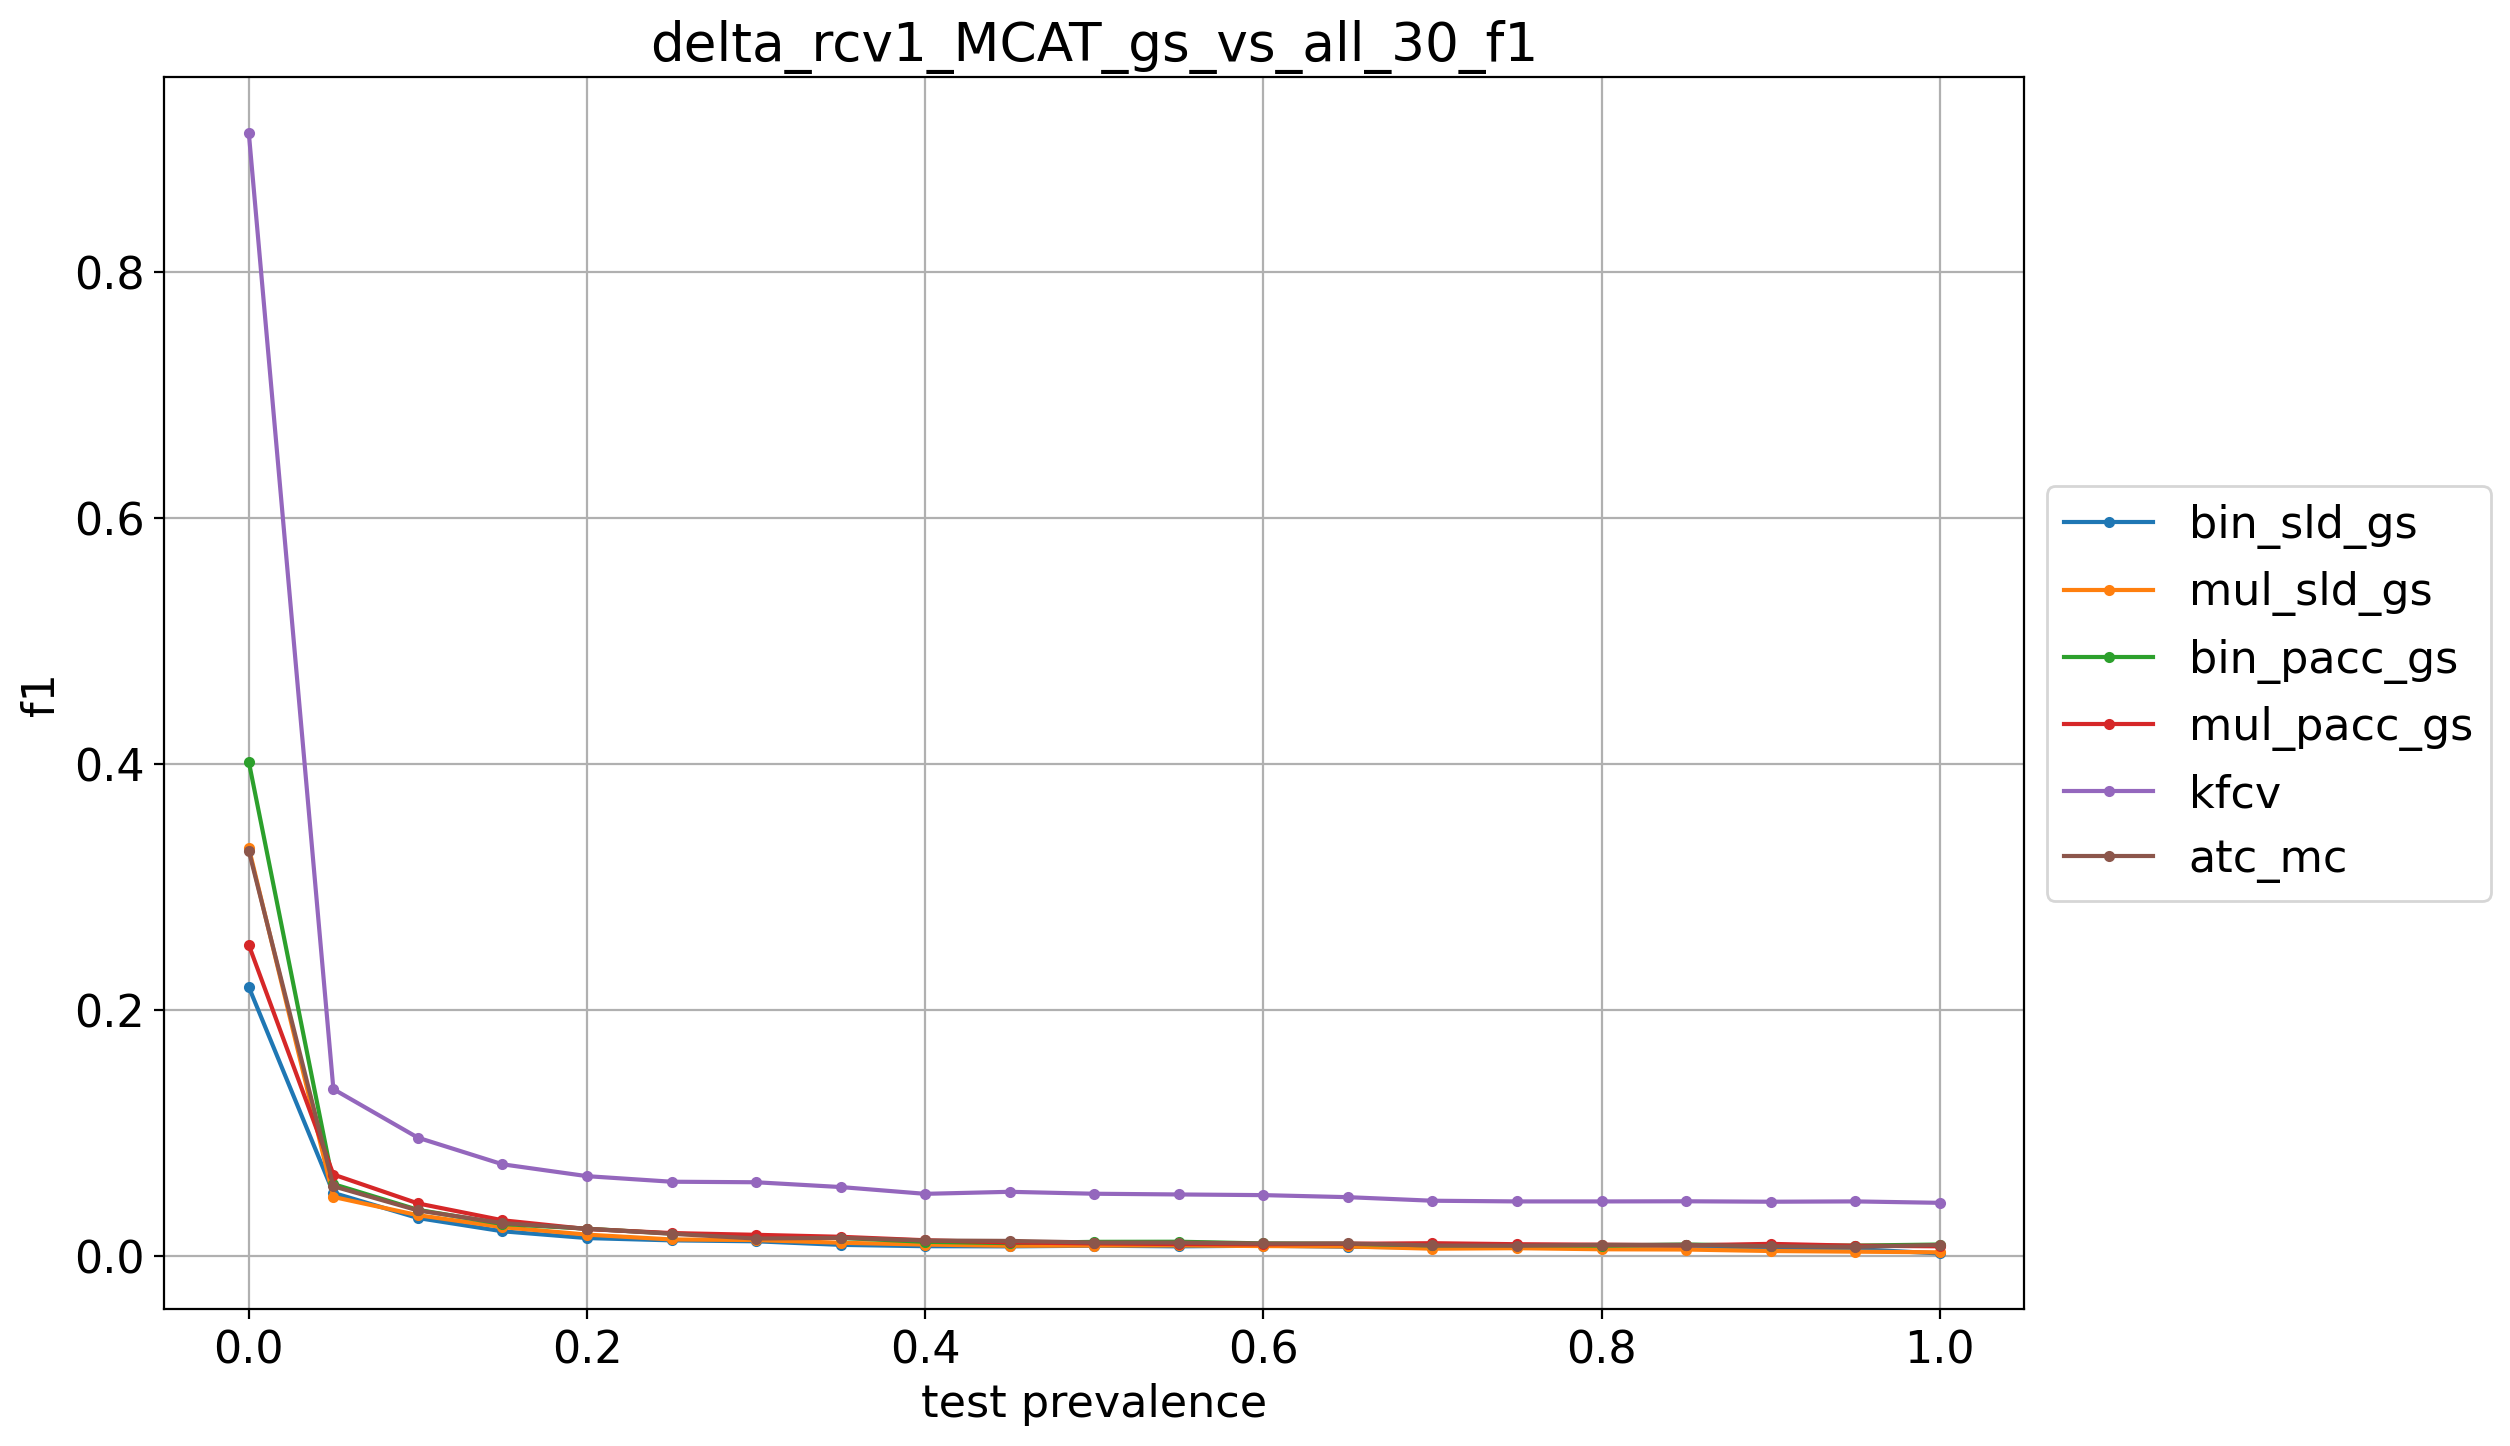 delta_rcv1_MCAT_gs_vs_all_30_f1
f1
0.8
0.6
0.4
0.2
0.0
0.0 0.2 0.4 0.6 0.8 1.0
test prevalence
bin_sld_gs
mul_sld_gs
bin_pacc_gs
mul_pacc_gs
kfcv
atc_mc